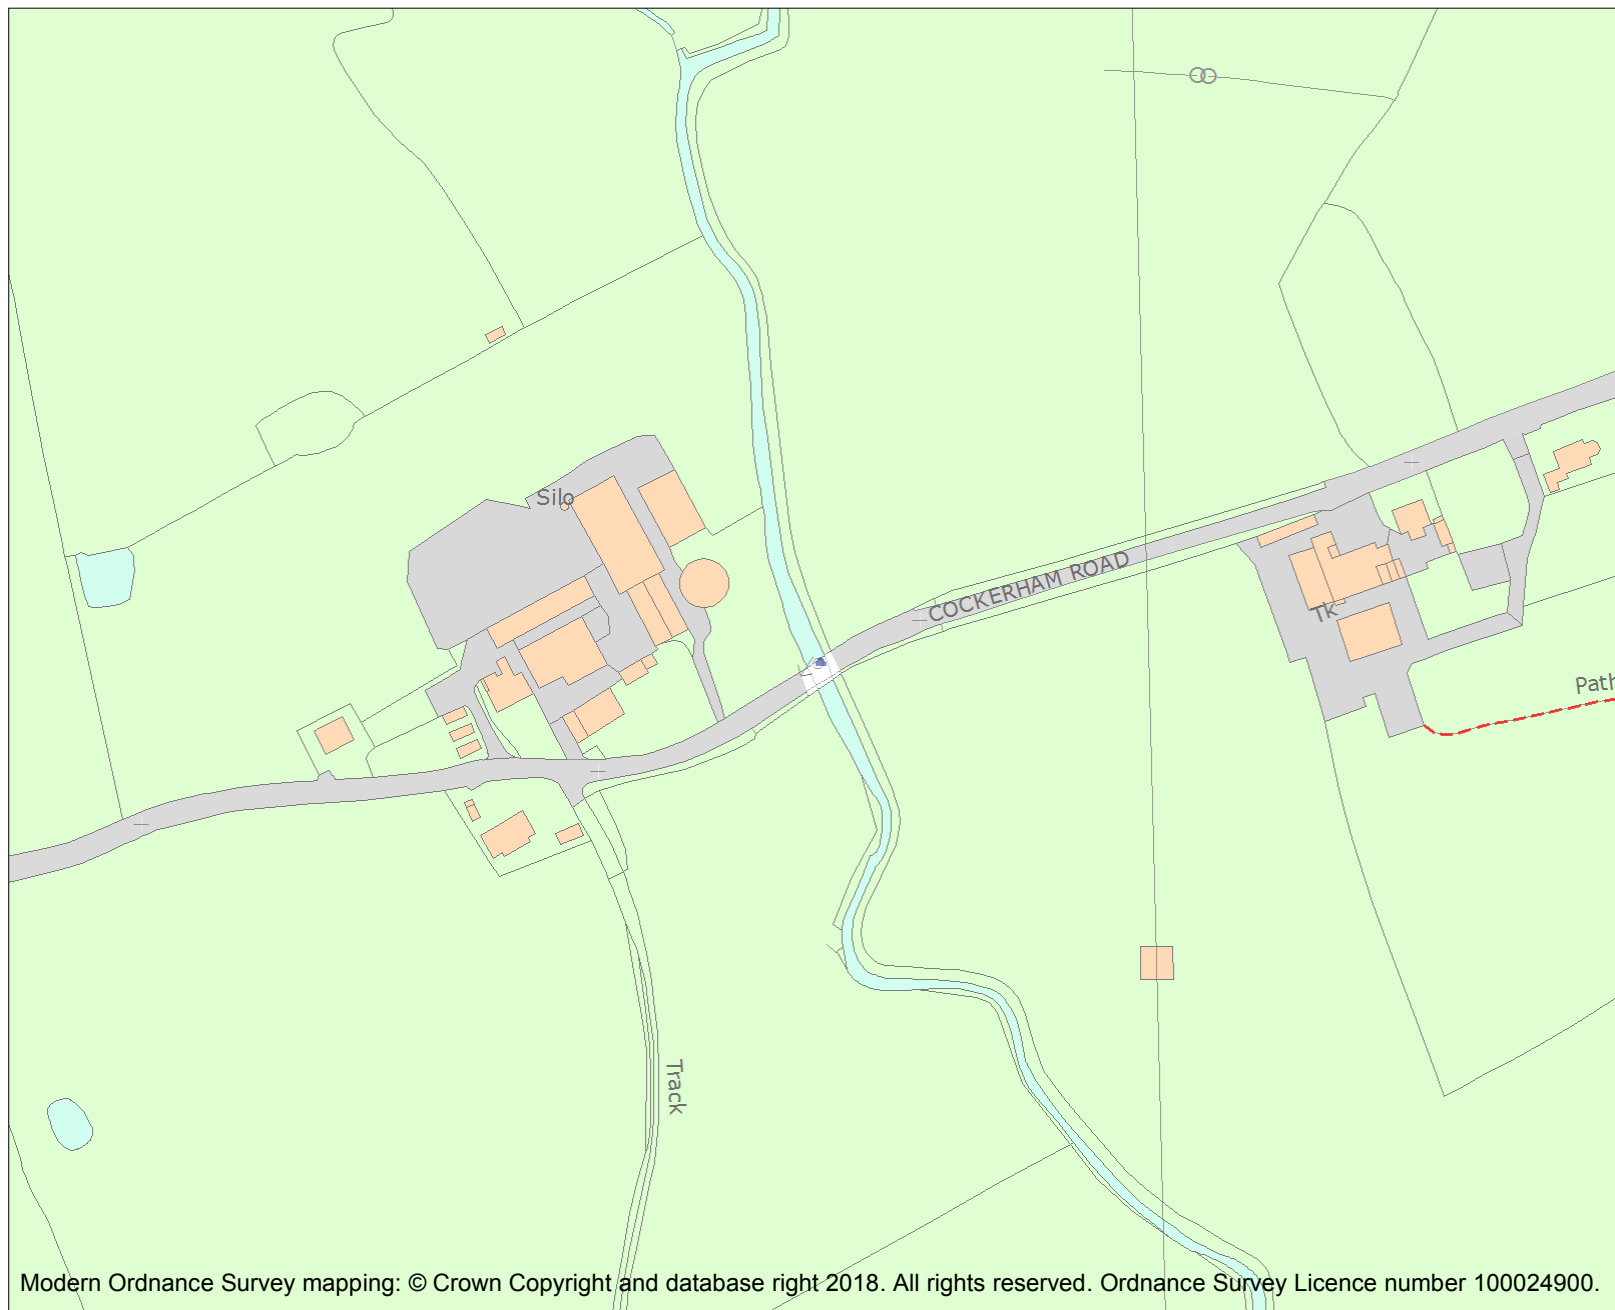 Silo
COCKERHAM ROAD
Tk
Path
Track
Modern Ordnance Survey mapping: © Crown Copyright and database right 2018. All rights reserved. Ordnance Survey Licence number 100024900.